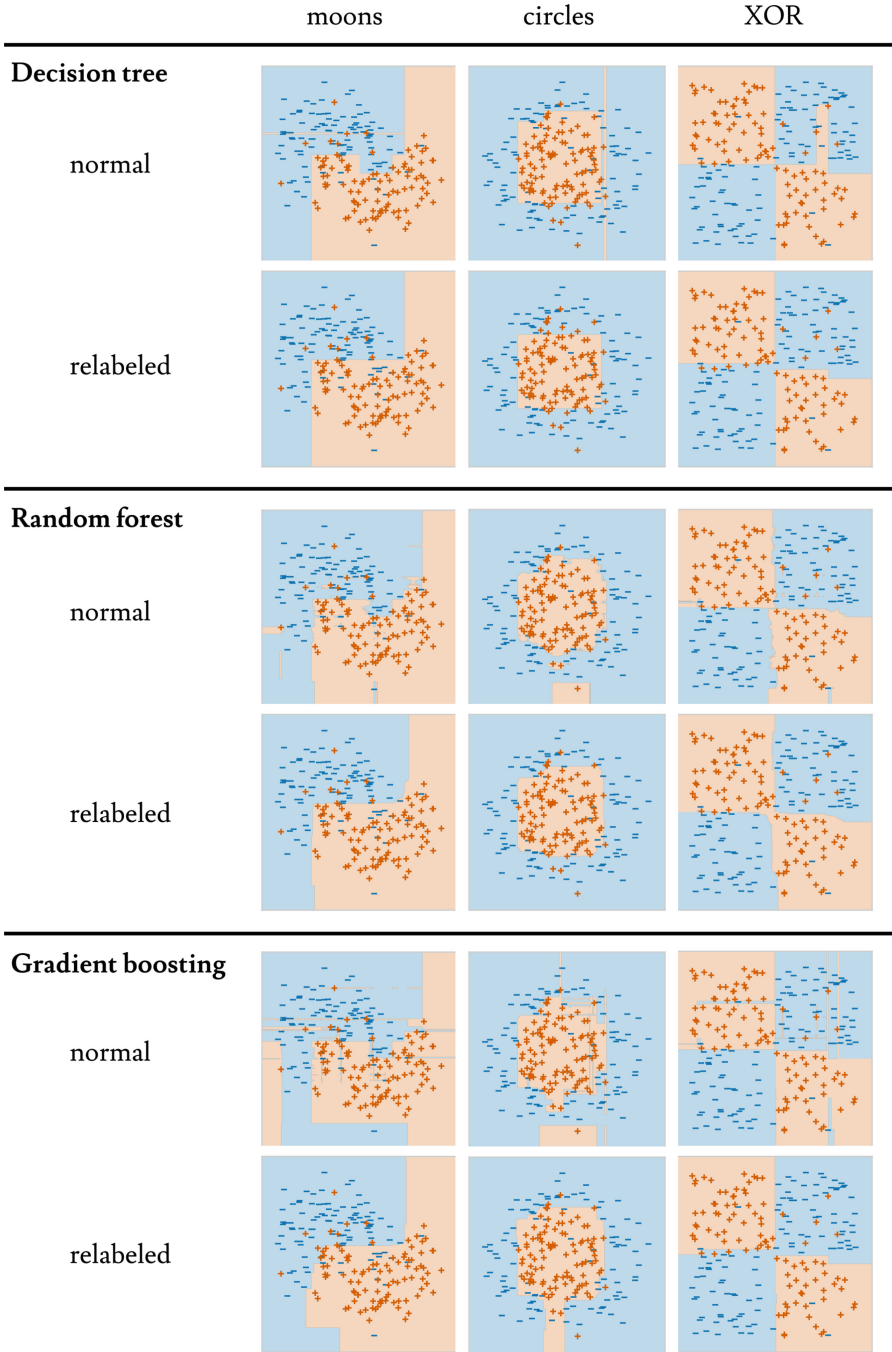 moons circles XOR
Decision tree
normal
relabeled
Random forest
normal
relabeled
Gradient boosting
normal
relabeled